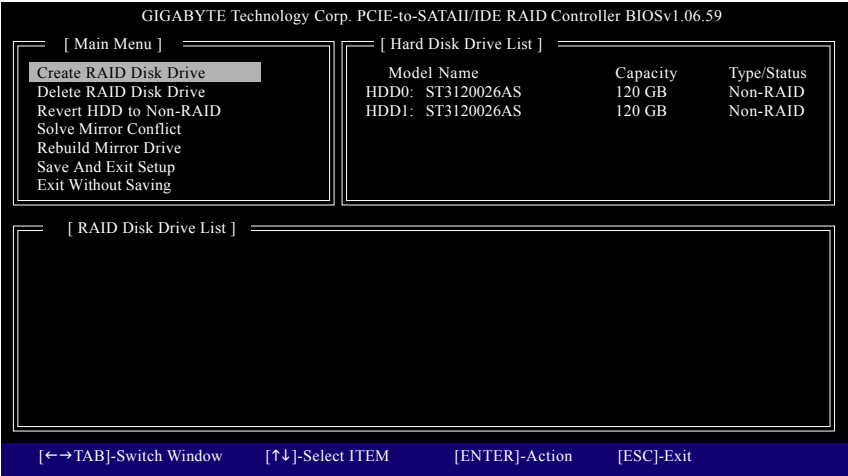 GIGABYTE Technology Corp. PCIE-to-SATAII/IDE RAID Controller BIOSv1.06.59
[ Main Menu ]
Create RAID Disk Drive
Delete RAID Disk Drive
Revert HDD to Non-RAID
Solve Mirror Conflict
Rebuild Mirror Drive
Save And Exit Setup
Exit Without Saving
[ Hard Disk Drive List ]
Model Name Capacity Type/Status
HDD0: ST3120026AS 120 GB Non-RAID
HDD1: ST3120026AS 120 GB Non-RAID
[ RAID Disk Drive List ]
[←→TAB]-Switch Window [↑↓]-Select ITEM [ENTER]-Action [ESC]-Exit